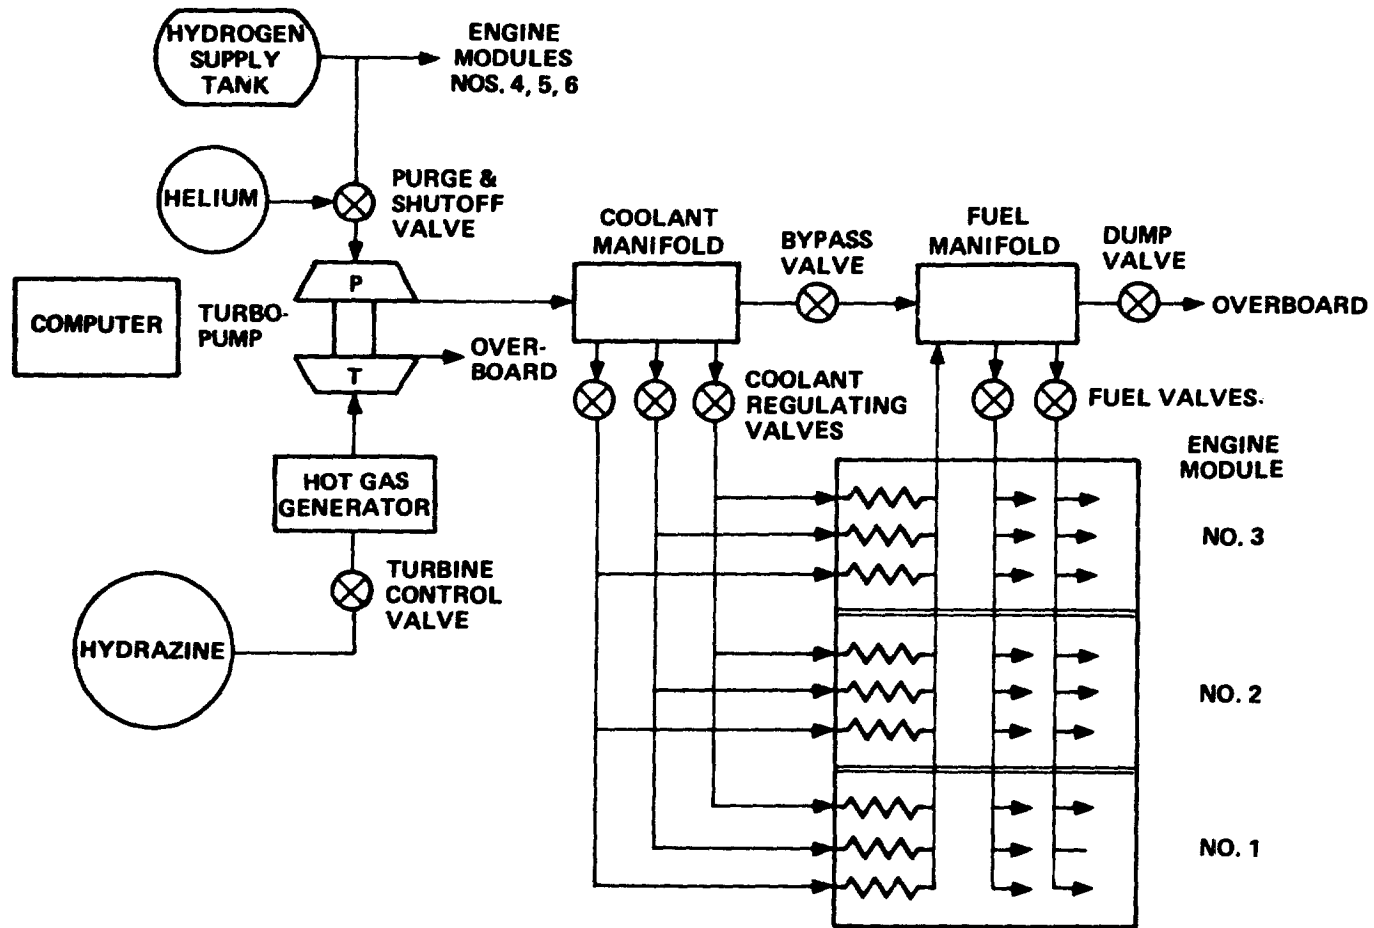 HYDROGEN
SUPPLY
TANK
ENGINE
MODULES
NOS. 4, 5, 6
HELIUM
PURGE &
SHUTOFF
VALVE
COOLANT
MANIFOLD
BYPASS
VALVE
FUEL
MANIFOLD
DUMP
VALVE
OVERBOARD
COMPUTER
TURBO-
PUMP
P
T
OVER-
BOARD
COOLANT
REGULATING
VALVES
FUEL VALVES.
ENGINE
MODULE
HOT GAS
GENERATOR
NO. 3
TURBINE
CONTROL
VALVE
HYDRAZINE
NO. 2
NO. 1